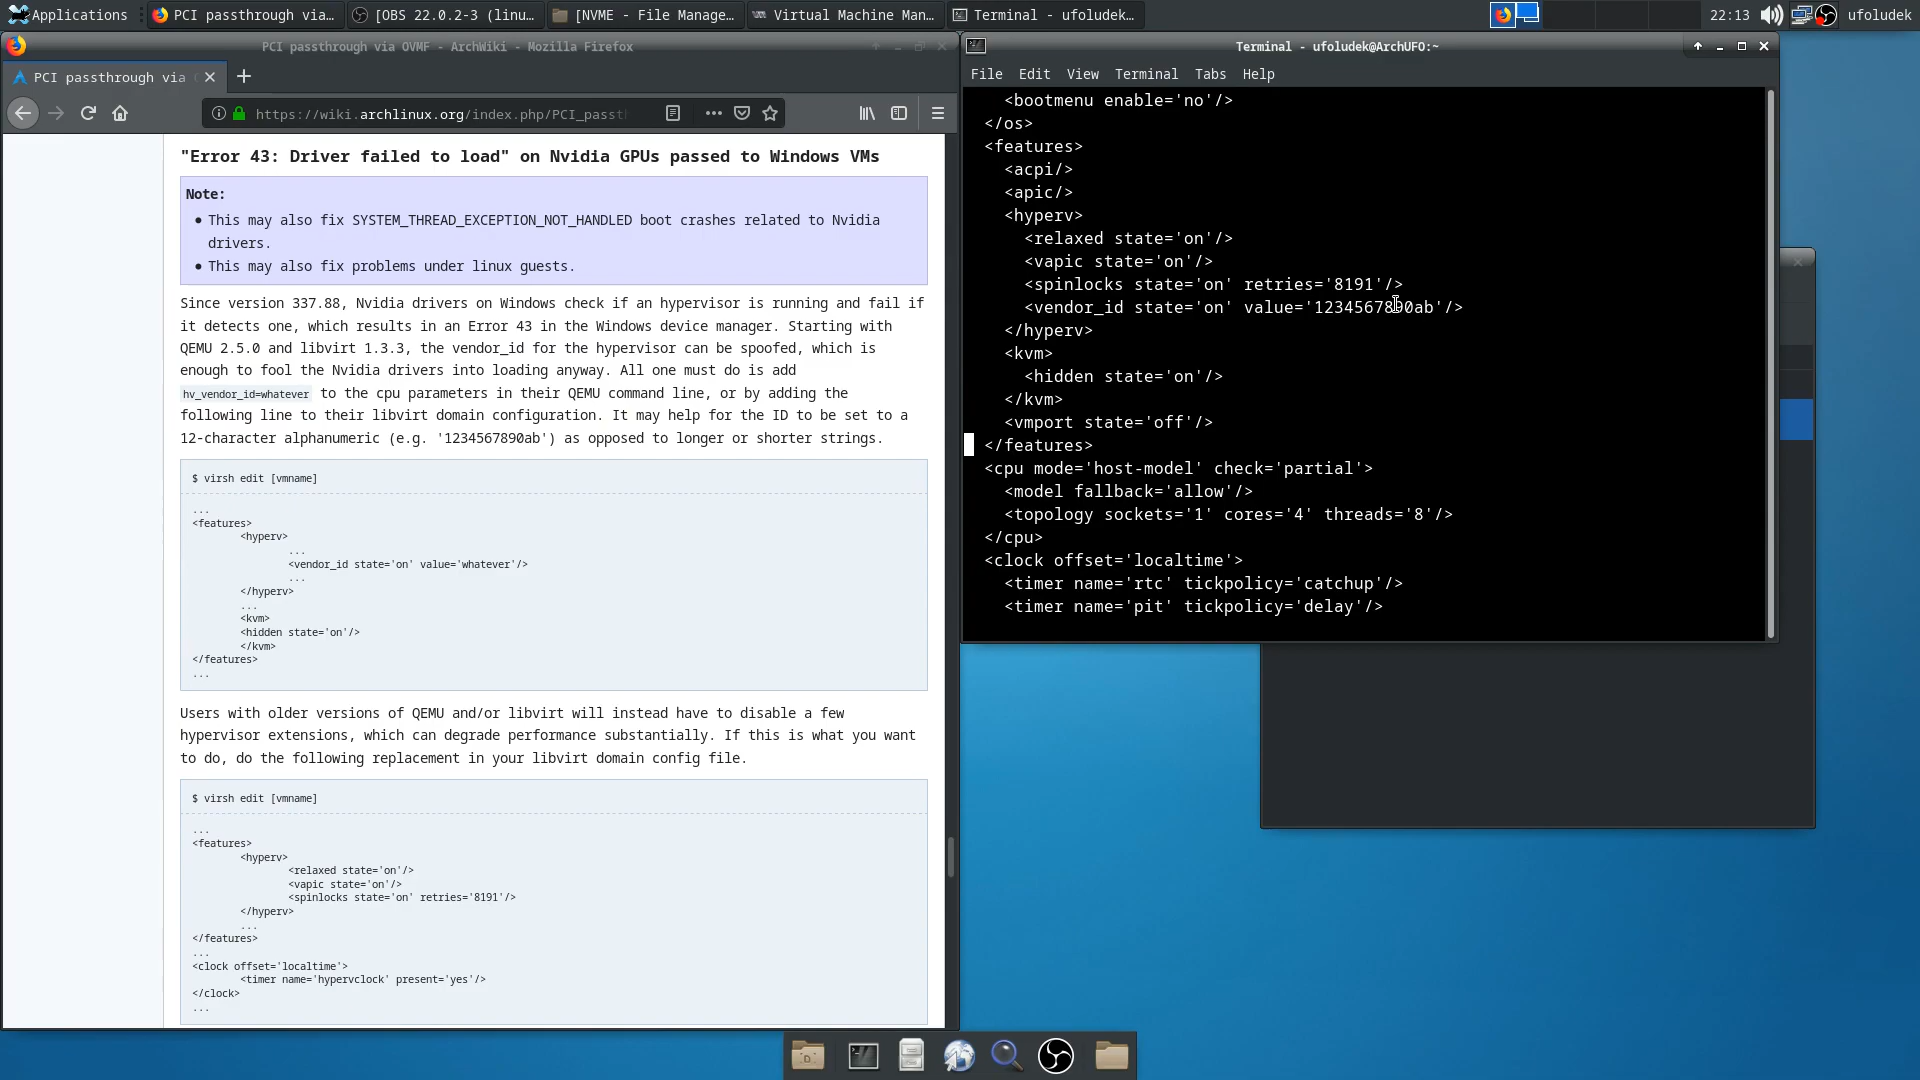 Applications
PCI passthrough via...
[OBS 22.0.2-3 (linu...
[NVME - File Manage...
Virtual Machine Man...
Terminal - ufoludek...
22:13
ufoludek
PCI passthrough via OVMF - ArchWiki - Mozilla Firefox
PCI passthrough via
https://wiki.archlinux.org/index.php/PCI_passt
"Error 43: Driver failed to load" on Nvidia GPUs passed to Windows VMs
Note:
• This may also fix SYSTEM_THREAD_EXCEPTION_NOT_HANDLED boot crashes related to Nvidia
drivers.
• This may also fix problems under linux guests.
Since version 337.88, Nvidia drivers on Windows check if an hypervisor is running and fail if
it detects one, which results in an Error 43 in the Windows device manager. Starting with
QEMU 2.5.0 and libvirt 1.3.3, the vendor_id for the hypervisor can be spoofed, which is
enough to fool the Nvidia drivers into loading anyway. All one must do is add
hv_vendor_id=whatever to the cpu parameters in their QEMU command line, or by adding the
following line to their libvirt domain configuration. It may help for the ID to be set to a
12-character alphanumeric (e.g. '1234567890ab') as opposed to longer or shorter strings.
$ virsh edit [vmname]
...
<features>
<hyperv>
...
<vendor_id state='on' value='whatever'/>
...
</hyperv>
...
<kvm>
<hidden state='on'/>
</kvm>
</features>
...
Users with older versions of QEMU and/or libvirt will instead have to disable a few
hypervisor extensions, which can degrade performance substantially. If this is what you want
to do, do the following replacement in your libvirt domain config file.
$ virsh edit [vmname]
...
<features>
<hyperv>
<relaxed state='on'/>
<vapic state='on'/>
<spinlocks state='on' retries='8191'/>
</hyperv>
...
</features>
...
<clock offset='localtime'>
<timer name='hypervclock' present='yes'/>
</clock>
...
Terminal - ufoludek@ArchUFO:~
File Edit View Terminal Tabs Help
<bootmenu enable='no'/>
</os>
<features>
<acpi/>
<apic/>
<hyperv>
<relaxed state='on'/>
<vapic state='on'/>
<spinlocks state='on' retries='8191'/>
<vendor_id state='on' value='1234567890ab'/>
</hyperv>
<kvm>
<hidden state='on'/>
</kvm>
<vmport state='off'/>
</features>
<cpu mode='host-model' check='partial'>
<model fallback='allow'/>
<topology sockets='1' cores='4' threads='8'/>
</cpu>
<clock offset='localtime'>
<timer name='rtc' tickpolicy='catchup'/>
<timer name='pit' tickpolicy='delay'/>